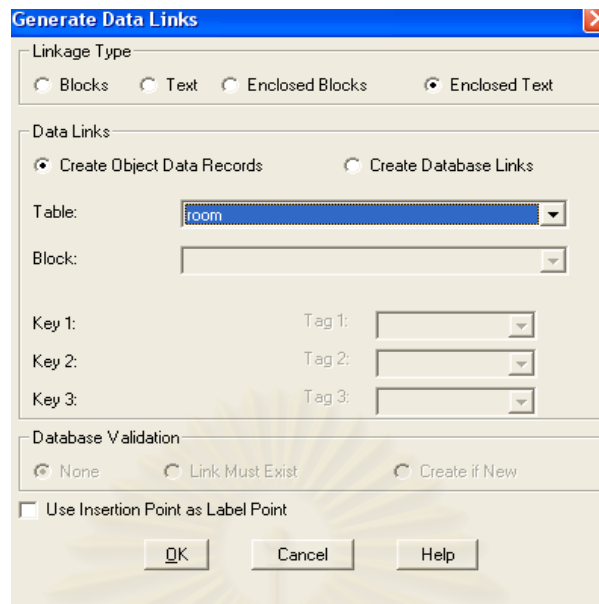 Generate Data Links
Linkage Type
Blocks Text Enclosed Blocks Enclosed Text
Data Links
Create Object Data Records Create Database Links
Table: room
Block:
Key 1: Tag 1:
Key 2: Tag 2:
Key 3: Tag 3:
Database Validation
None Link Must Exist Create if New
Use Insertion Point as Label Point
OK Cancel Help